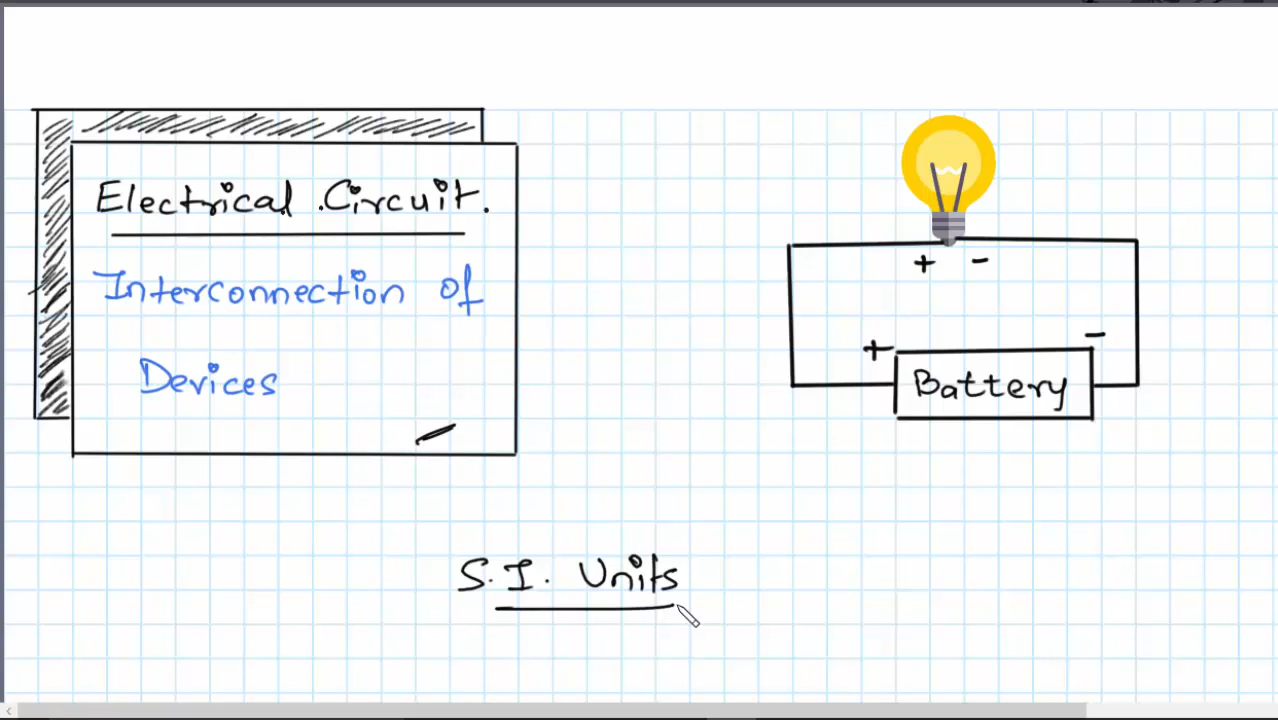 Electrical Circuit.
Interconnection of
Devices
+ -
+ -
Battery
S.I. Units